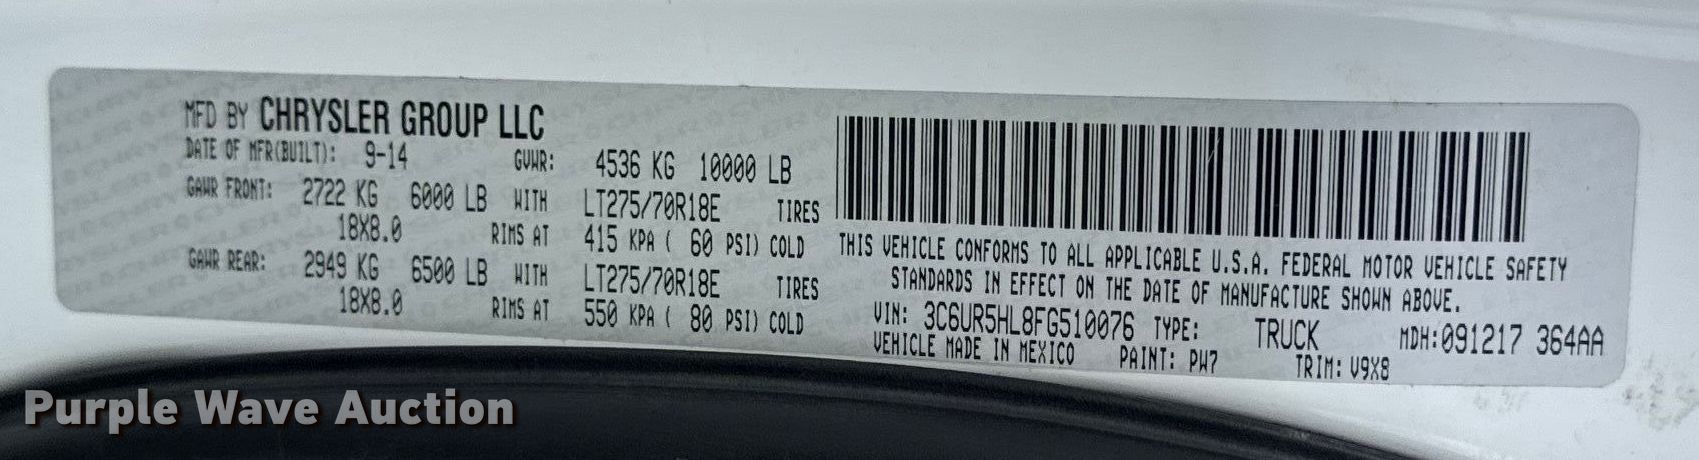 MFD BY CHRYSLER GROUP LLC
DATE OF MFR(BUILT): 9-14 GVWR: 4536 KG 10000 LB
GAWR FRONT: 2722 KG 6000 LB WITH LT275/70R18E TIRES
18X8.0 RIMS AT 415 KPA ( 60 PSI) COLD
GAWR REAR: 2949 KG 6500 LB WITH LT275/70R18E TIRES
18X8.0 RIMS AT 550 KPA ( 80 PSI) COLD
THIS VEHICLE CONFORMS TO ALL APPLICABLE U.S.A. FEDERAL MOTOR VEHICLE SAFETY
STANDARDS IN EFFECT ON THE DATE OF MANUFACTURE SHOWN ABOVE.
VIN: 3C6UR5HL8FG510076 TYPE: TRUCK MDH:091217 364AA
VEHICLE MADE IN MEXICO PAINT: PW7 TRIM: V9X8
Purple Wave Auction